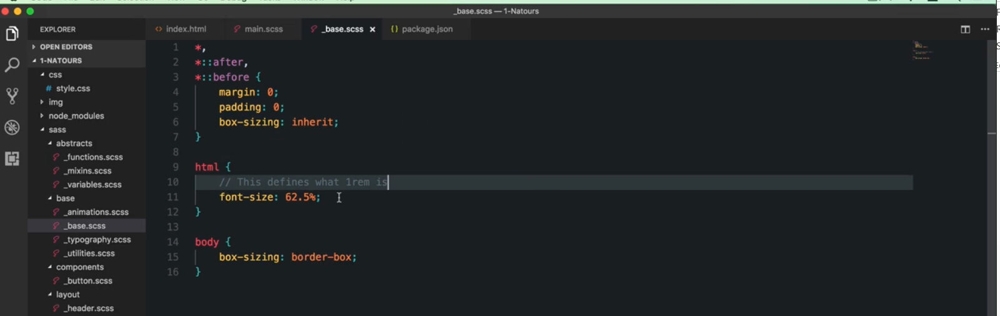 _base.scss — 1-Natours
EXPLORER
index.html
main.scss
_base.scss ×
{} package.json
OPEN EDITORS
1-NATOURS
css
# style.css
img
node_modules
sass
abstracts
_functions.scss
_mixins.scss
_variables.scss
base
_animations.scss
_base.scss
_typography.scss
_utilities.scss
components
_button.scss
layout
_header.scss
1 *,
2 *::after,
3 *::before {
4 margin: 0;
5 padding: 0;
6 box-sizing: inherit;
7 }
8
9 html {
10 // This defines what 1rem is
11 font-size: 62.5%;
12 }
13
14 body {
15 box-sizing: border-box;
16 }